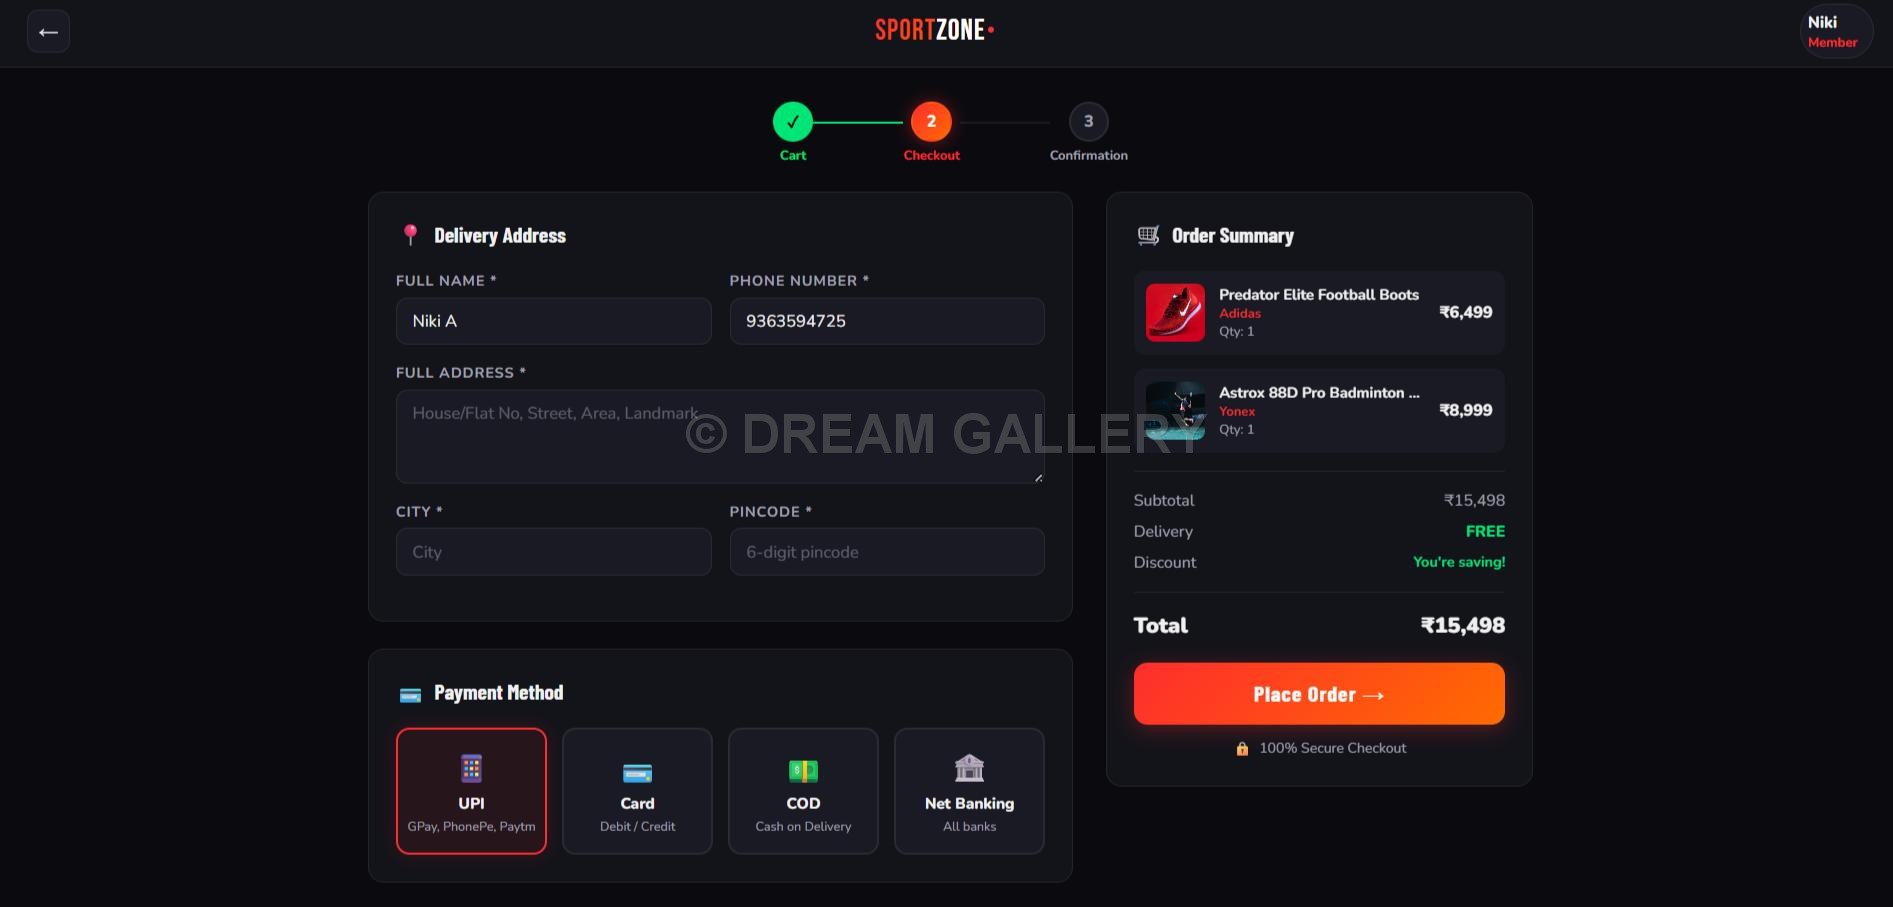 ←
SPORTZONE
Niki
Member
✓
2
3
Cart
Checkout
Confirmation
Delivery Address
FULL NAME *
PHONE NUMBER *
Niki A
9363594725
FULL ADDRESS *
House/Flat No, Street, Area, Landmark
CITY *
PINCODE *
City
6-digit pincode
Payment Method
UPI
GPay, PhonePe, Paytm
Card
Debit / Credit
COD
Cash on Delivery
Net Banking
All banks
Order Summary
Predator Elite Football Boots
Adidas
Qty: 1
₹6,499
Astrox 88D Pro Badminton ...
Yonex
Qty: 1
₹8,999
Subtotal
₹15,498
Delivery
FREE
Discount
You're saving!
Total
₹15,498
Place Order →
100% Secure Checkout
© DREAM GALLERY